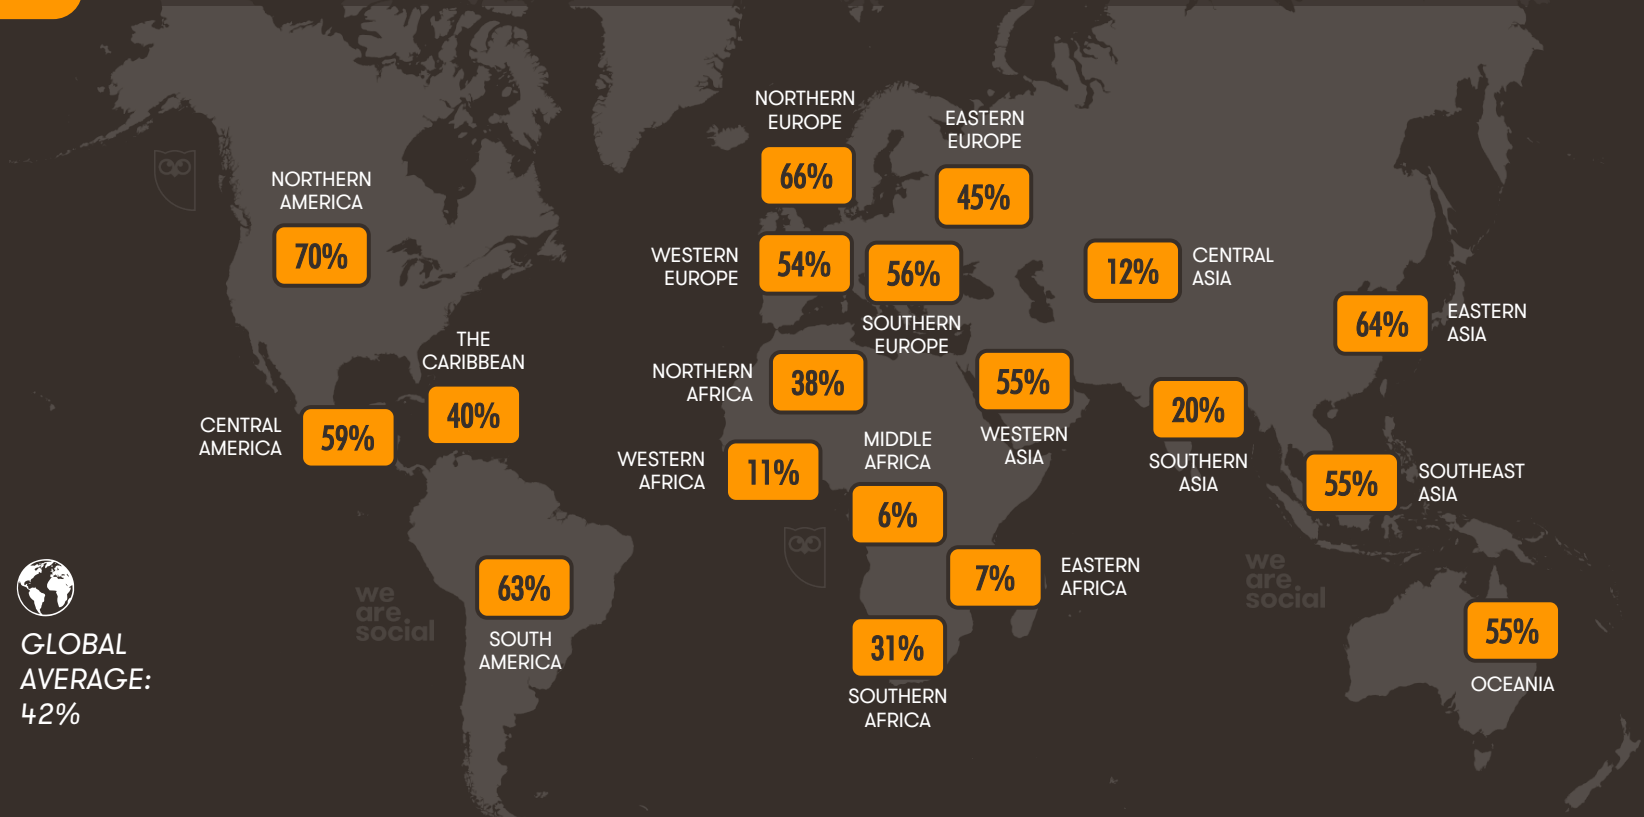 NORTHERN
EUROPE
66%
EASTERN
EUROPE
45%
NORTHERN
AMERICA
70%
WESTERN
EUROPE
54%
56%
SOUTHERN
EUROPE
12%
CENTRAL
ASIA
64%
EASTERN
ASIA
THE
CARIBBEAN
40%
CENTRAL
AMERICA
59%
NORTHERN
AFRICA
38%
55%
WESTERN
ASIA
20%
SOUTHERN
ASIA
WESTERN
AFRICA
11%
MIDDLE
AFRICA
6%
55%
SOUTHEAST
ASIA
7%
EASTERN
AFRICA
63%
SOUTH
AMERICA
31%
SOUTHERN
AFRICA
55%
OCEANIA
we
are
social
we
are
social
GLOBAL
AVERAGE:
42%